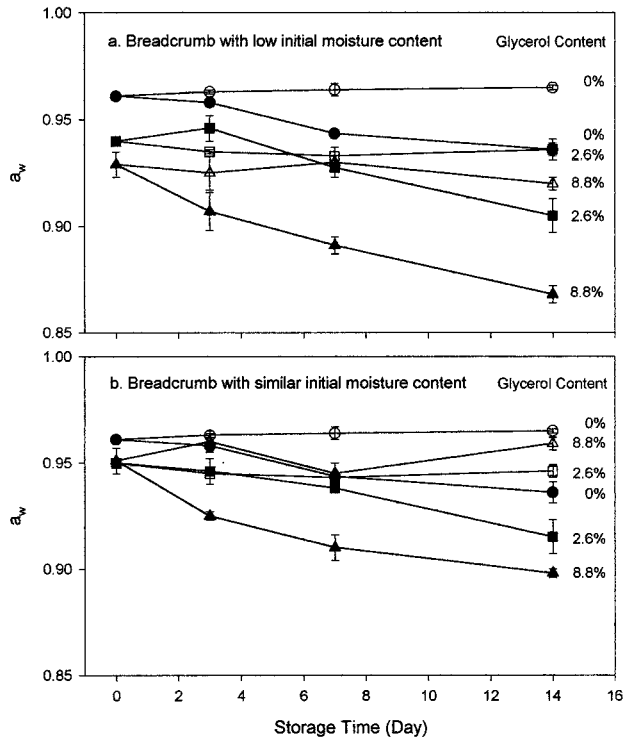 1.00
a. Breadcrumb with low initial moisture content
Glycerol Content
0%
0.95
0%
2.6%
8.8%
a_w
0.90
2.6%
8.8%
0.85
1.00
b. Breadcrumb with similar initial moisture content
Glycerol Content
0%
8.8%
0.95
2.6%
0%
a_w
2.6%
0.90
8.8%
0.85
0 2 4 6 8 10 12 14 16
Storage Time (Day)